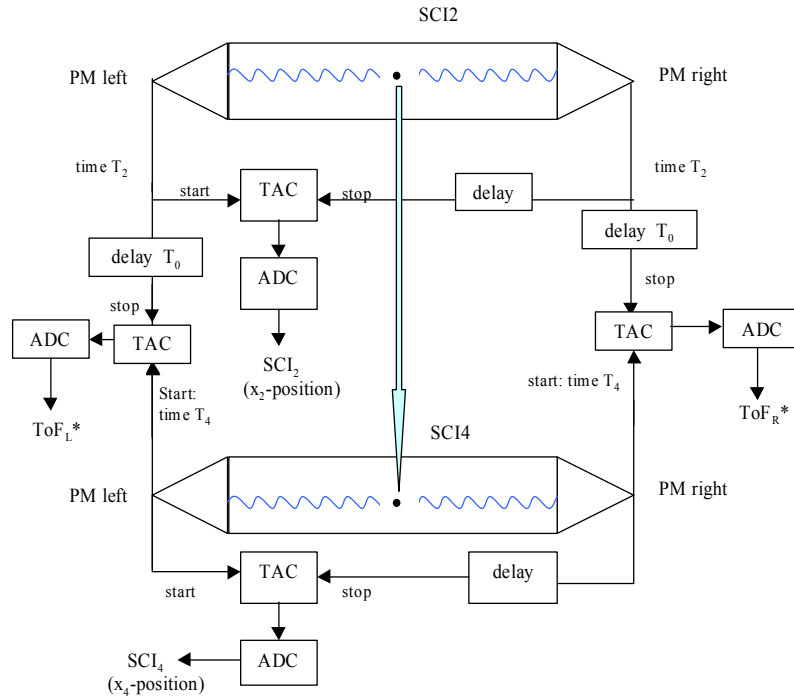 SCI2
PM left
PM right
time T₂
time T₂
start
TAC
stop
delay
delay T₀
delay T₀
ADC
stop
stop
ADC
TAC
TAC
ADC
SCI₂
(x₂-position)
Start:
time T₄
start: time T₄
ToF_L*
ToF_R*
SCI4
PM left
PM right
TAC
delay
start
stop
SCI₄
(x₄-position)
ADC